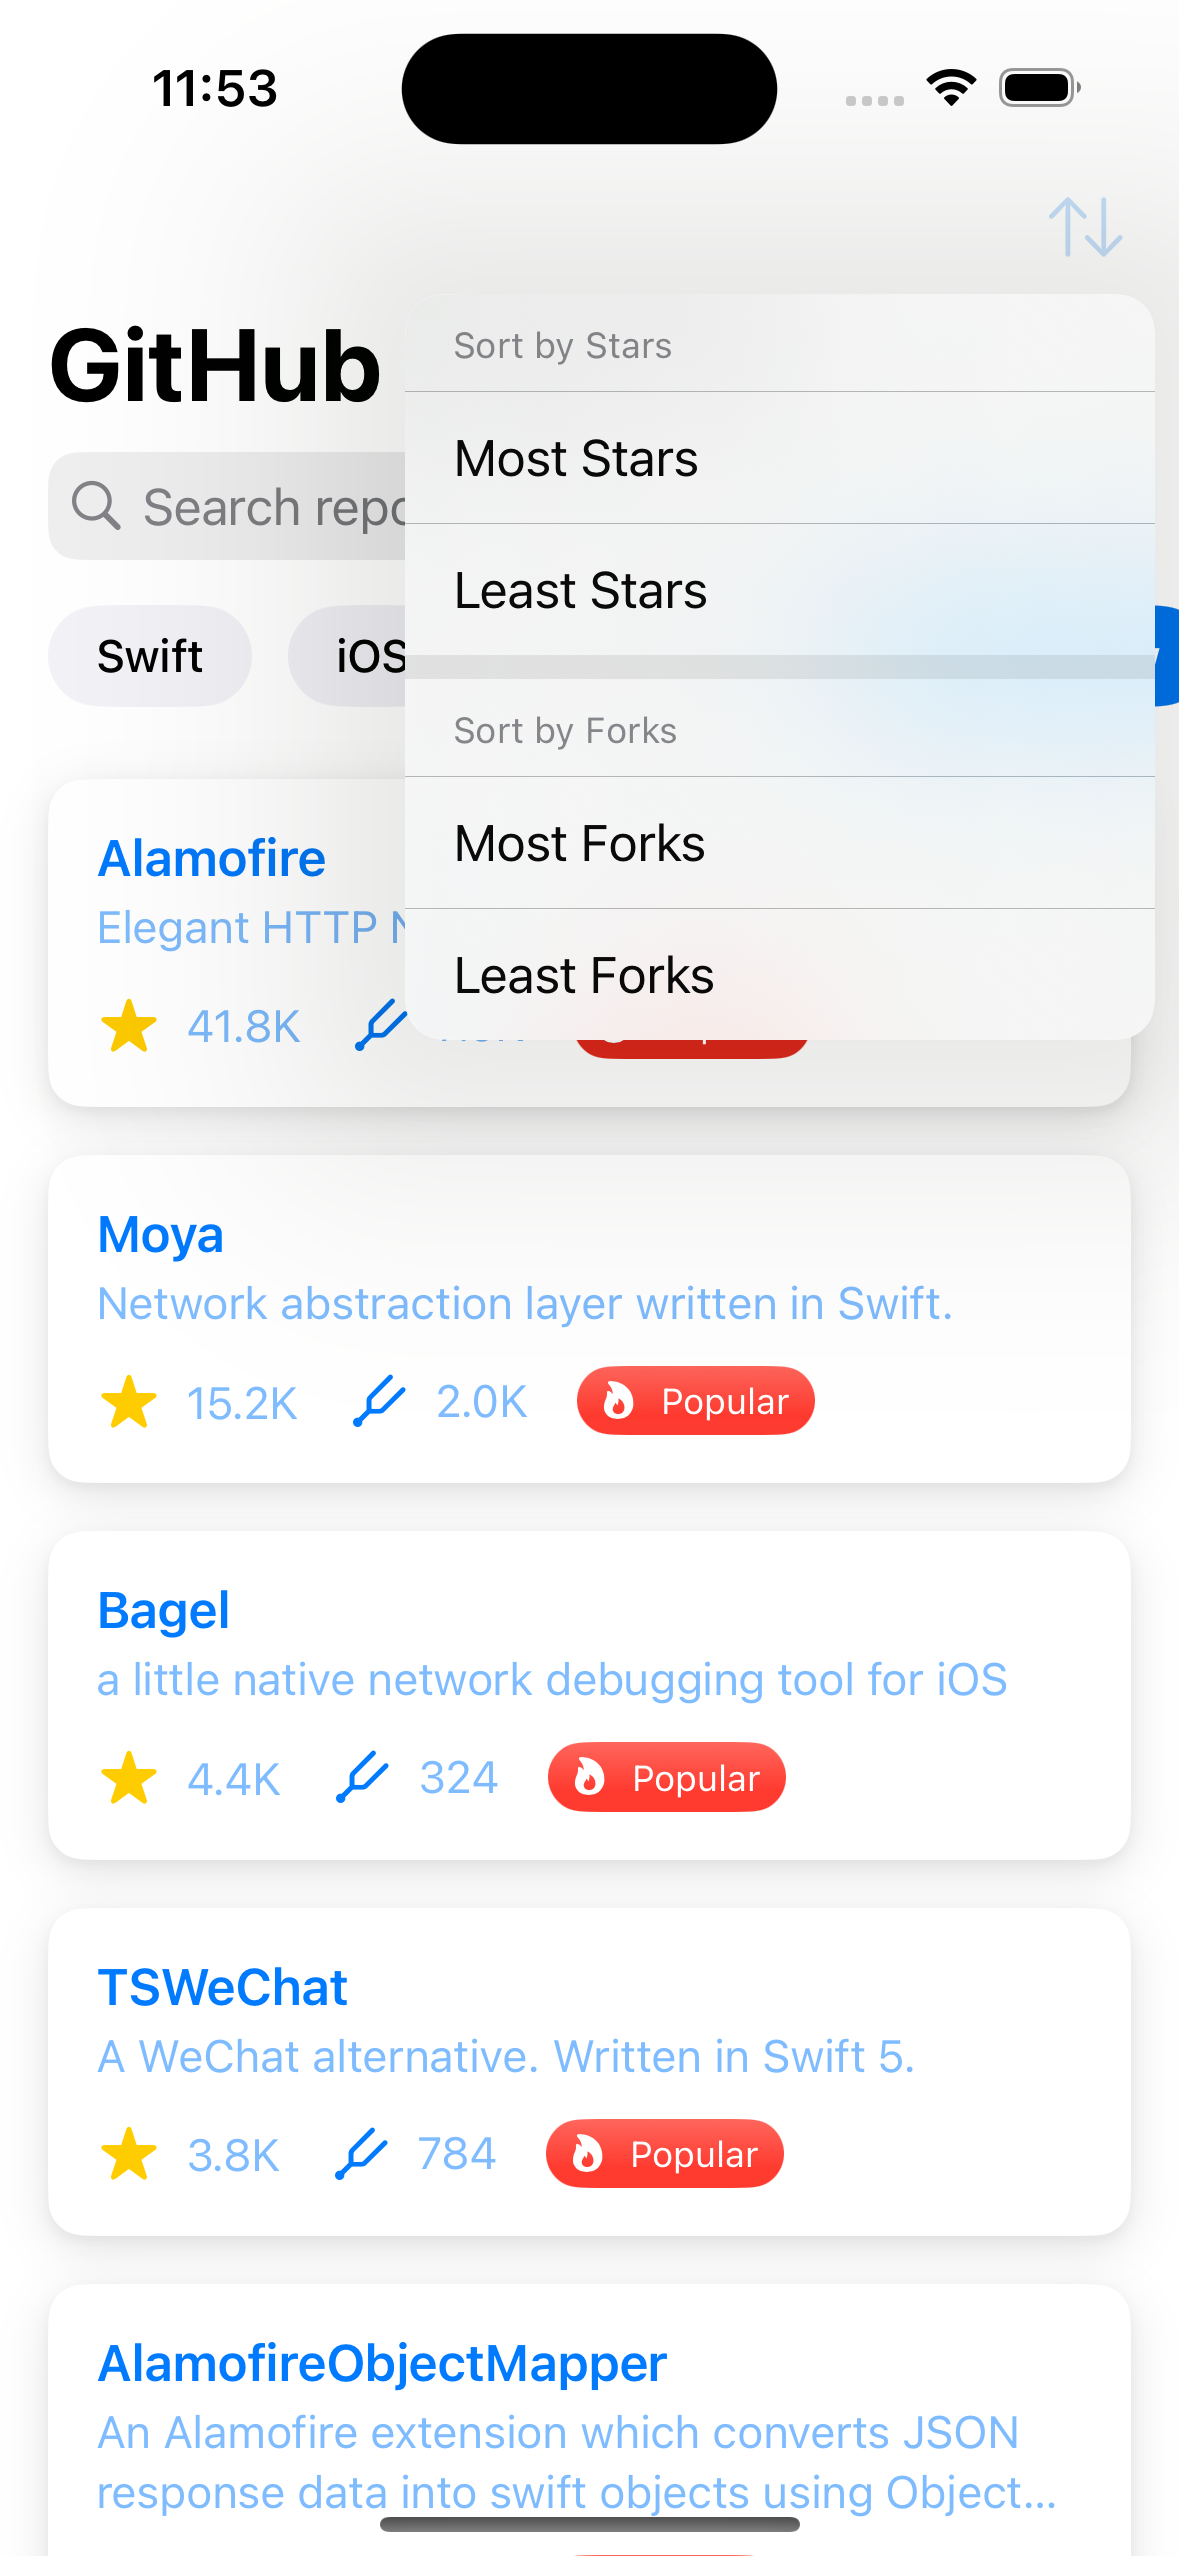 11:53
GitHub
Sort by Stars
Most Stars
Search
Least Stars
Swift
iOS
Sort by Forks
Most Forks
Least Forks
Alamofire
Elegant HTTP
41.8K
Moya
Network abstraction layer written in Swift.
15.2K 2.0K Popular
Bagel
a little native network debugging tool for iOS
4.4K 324 Popular
TSWeChat
A WeChat alternative. Written in Swift 5.
3.8K 784 Popular
AlamofireObjectMapper
An Alamofire extension which converts JSON
response data into swift objects using Object...